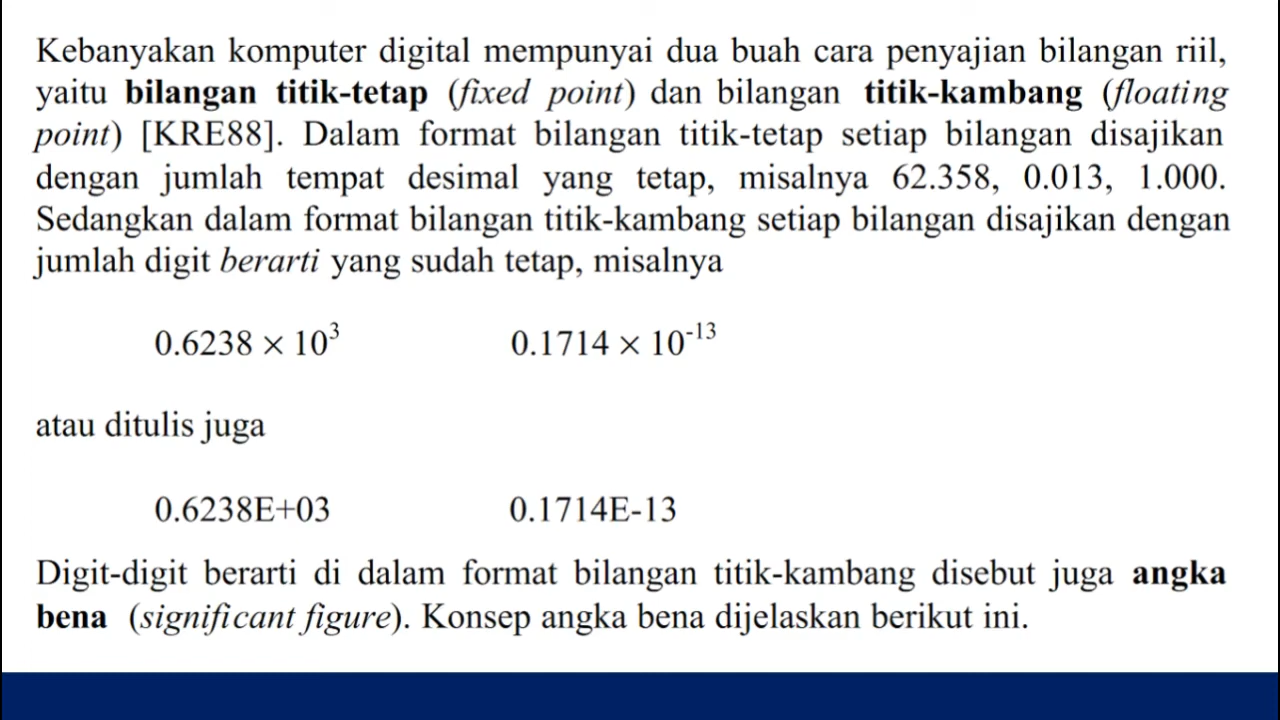 Kebanyakan komputer digital mempunyai dua buah cara penyajian bilangan riil,
yaitu bilangan titik-tetap (fixed point) dan bilangan titik-kambang (floating
point) [KRE88]. Dalam format bilangan titik-tetap setiap bilangan disajikan
dengan jumlah tempat desimal yang tetap, misalnya 62.358, 0.013, 1.000.
Sedangkan dalam format bilangan titik-kambang setiap bilangan disajikan dengan
jumlah digit berarti yang sudah tetap, misalnya
0.6238 × 10³ 0.1714 × 10⁻¹³
atau ditulis juga
0.6238E+03 0.1714E-13
Digit-digit berarti di dalam format bilangan titik-kambang disebut juga angka
bena (significant figure). Konsep angka bena dijelaskan berikut ini.